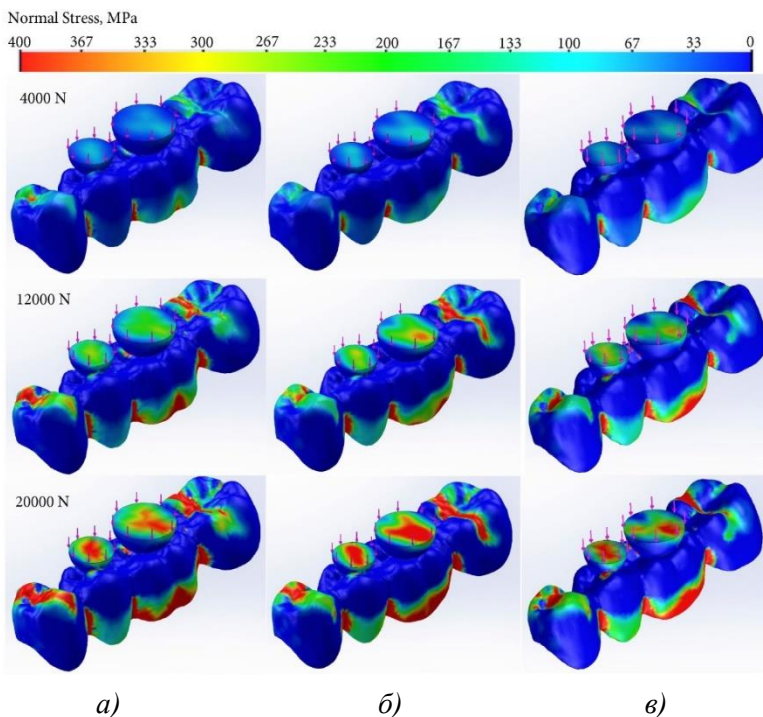 Normal Stress, MPa
400 367 333 300 267 233 200 167 133 100 67 33 0
4000 N
12000 N
20000 N
а) б) в)